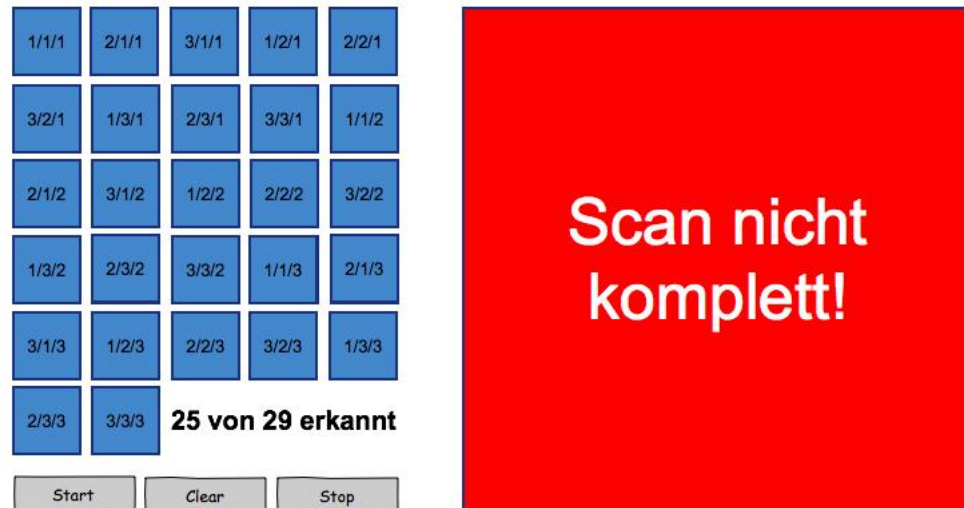 1/1/1 2/1/1 3/1/1 1/2/1 2/2/1
3/2/1 1/3/1 2/3/1 3/3/1 1/1/2
2/1/2 3/1/2 1/2/2 2/2/2 3/2/2
1/3/2 2/3/2 3/3/2 1/1/3 2/1/3
3/1/3 1/2/3 2/2/3 3/2/3 1/3/3
2/3/3 3/3/3 25 von 29 erkannt
Start Clear Stop
Scan nicht
komplett!